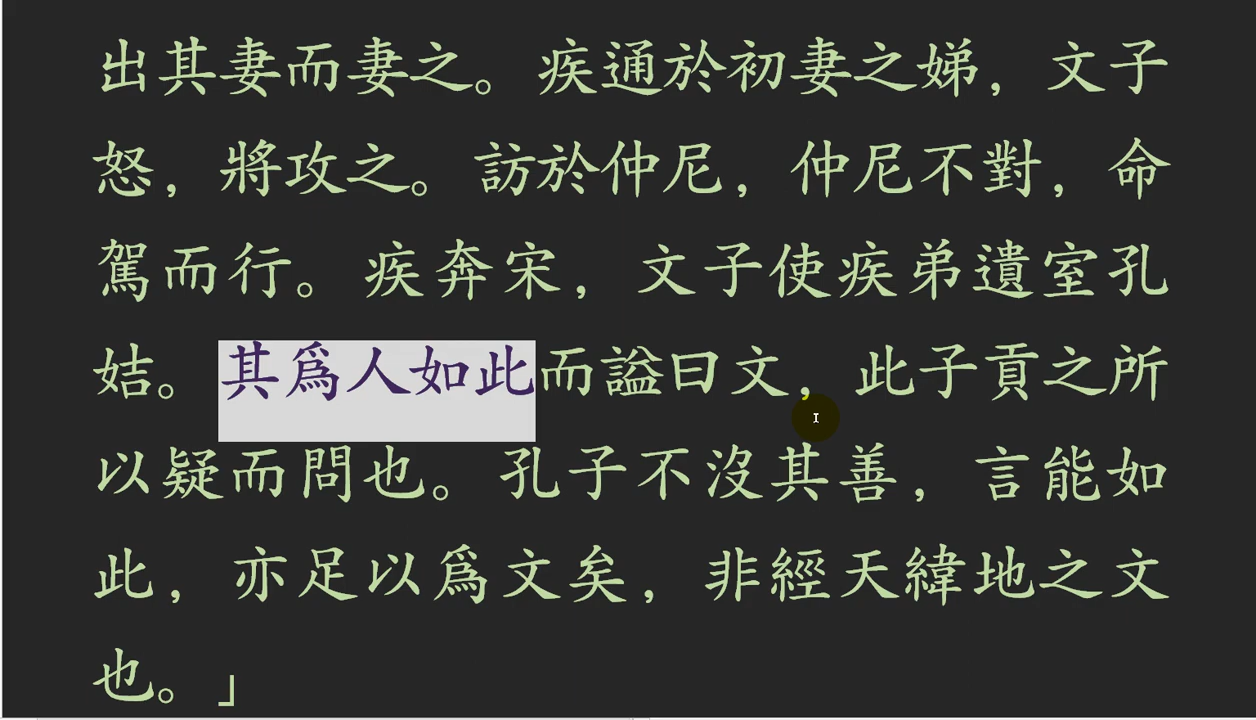 出其妻而妻之。疾通於初妻之娣，文子
怒，將攻之。訪於仲尼，仲尼不對，命
駕而行。疾奔宋，文子使疾弟遺室孔
姞。其爲人如此而謚曰文，此子貢之所
以疑而問也。孔子不沒其善，言能如
此，亦足以爲文矣，非經天緯地之文
也。」